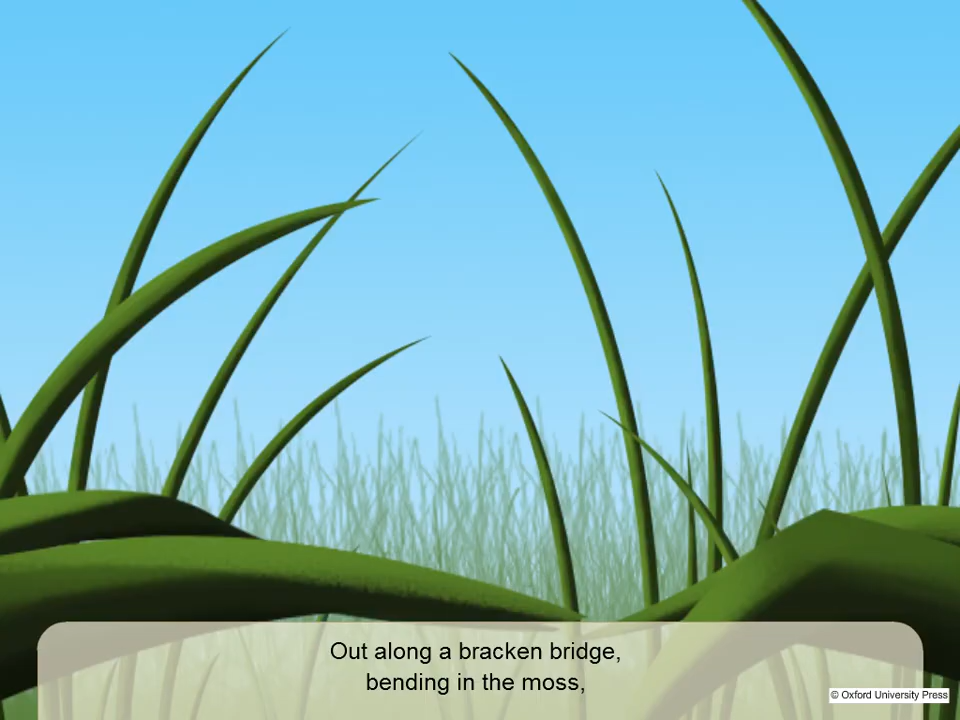 Out along a bracken bridge,
bending in the moss,
© Oxford University Press